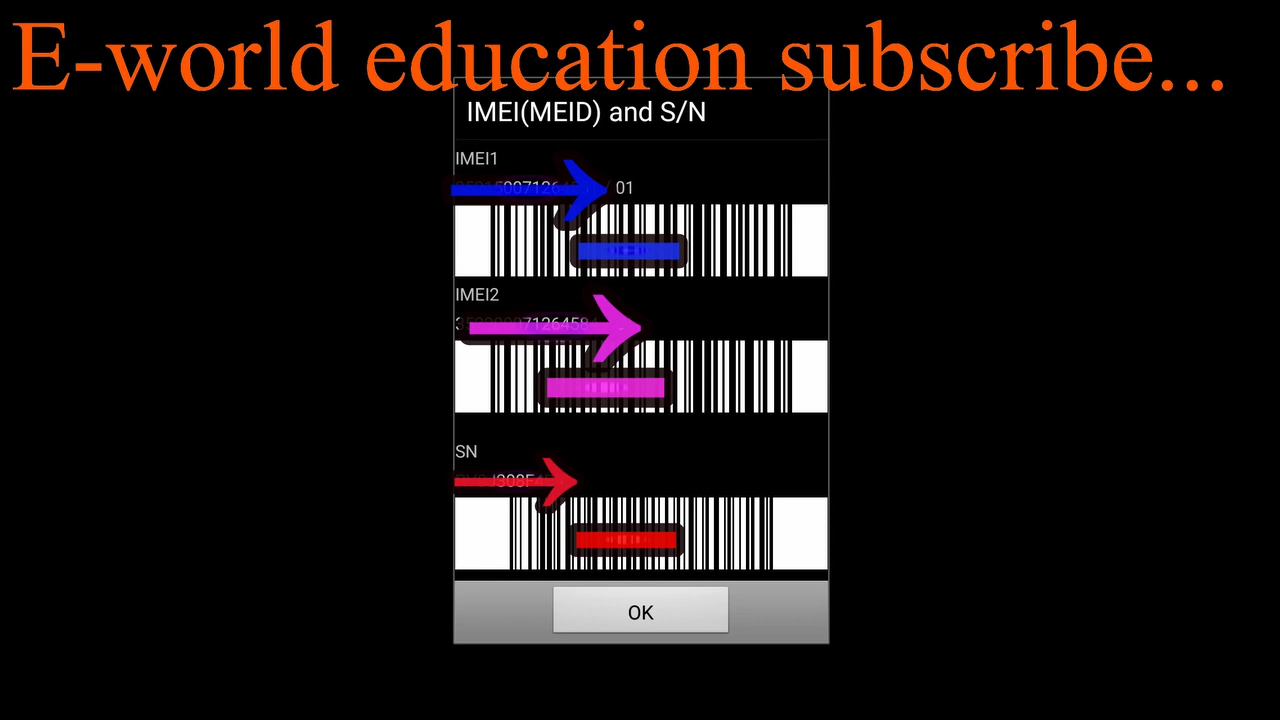 E-world education subscribe...
IMEI(MEID) and S/N
IMEI1
/ 01
IMEI2
SN
OK